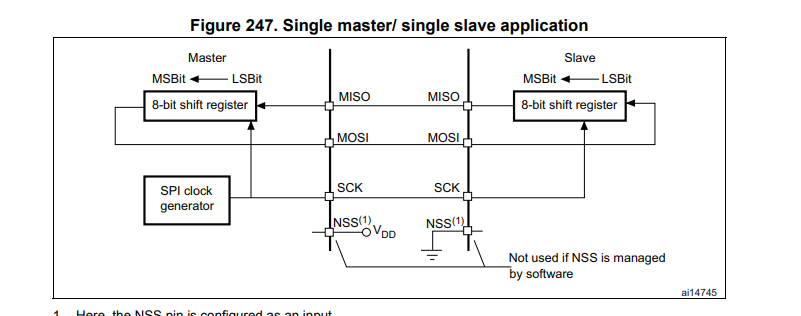 Figure 247. Single master/ single slave application
Master
Slave
MSBit
LSBit
MSBit
LSBit
8-bit shift register
MISO
MISO
8-bit shift register
MOSI
MOSI
SPI clock
generator
SCK
SCK
NSS(1)
VDD
NSS(1)
Not used if NSS is managed
by software
ai14745
1. Here, the NSS pin is configured as an input.